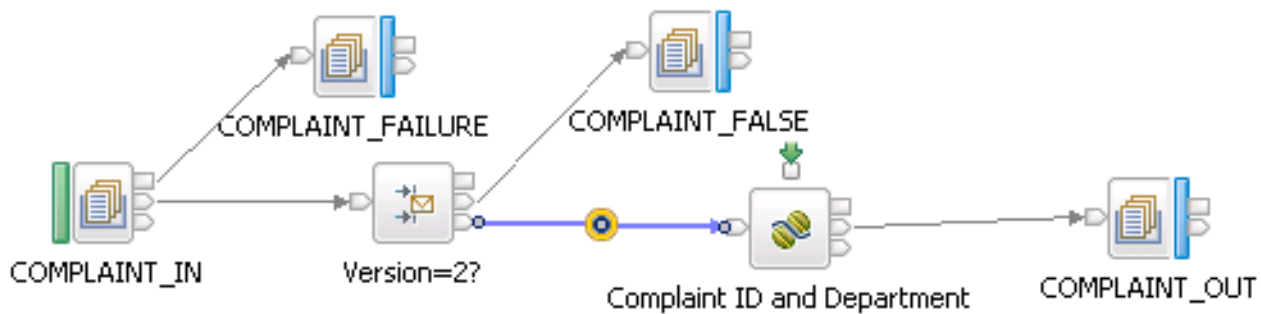 COMPLAINT_FAILURE
COMPLAINT_FALSE
COMPLAINT_IN
Version=2?
Complaint ID and Department
COMPLAINT_OUT